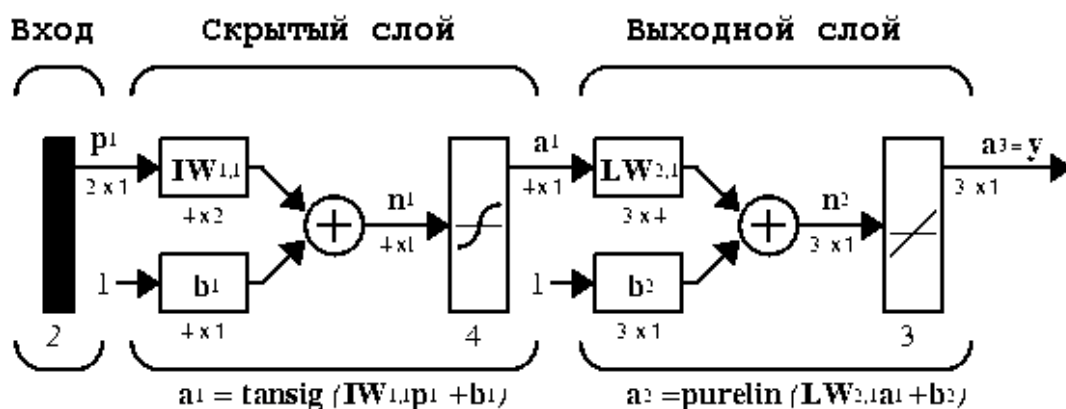 Вход Скрытый слой Выходной слой
p1 a1 a3 = y
IW1,1 LW2,1
2 x 1 4 x 1 3 x 1
4 x 2 n1 3 x 4 n2
4 x 1 3 x 1
1 b1 1 b2
4 x 1 3 x 1
2 4 3
a1 = tansig (IW1,1p1 +b1) a2 =purelin (LW2,1a1+b2)